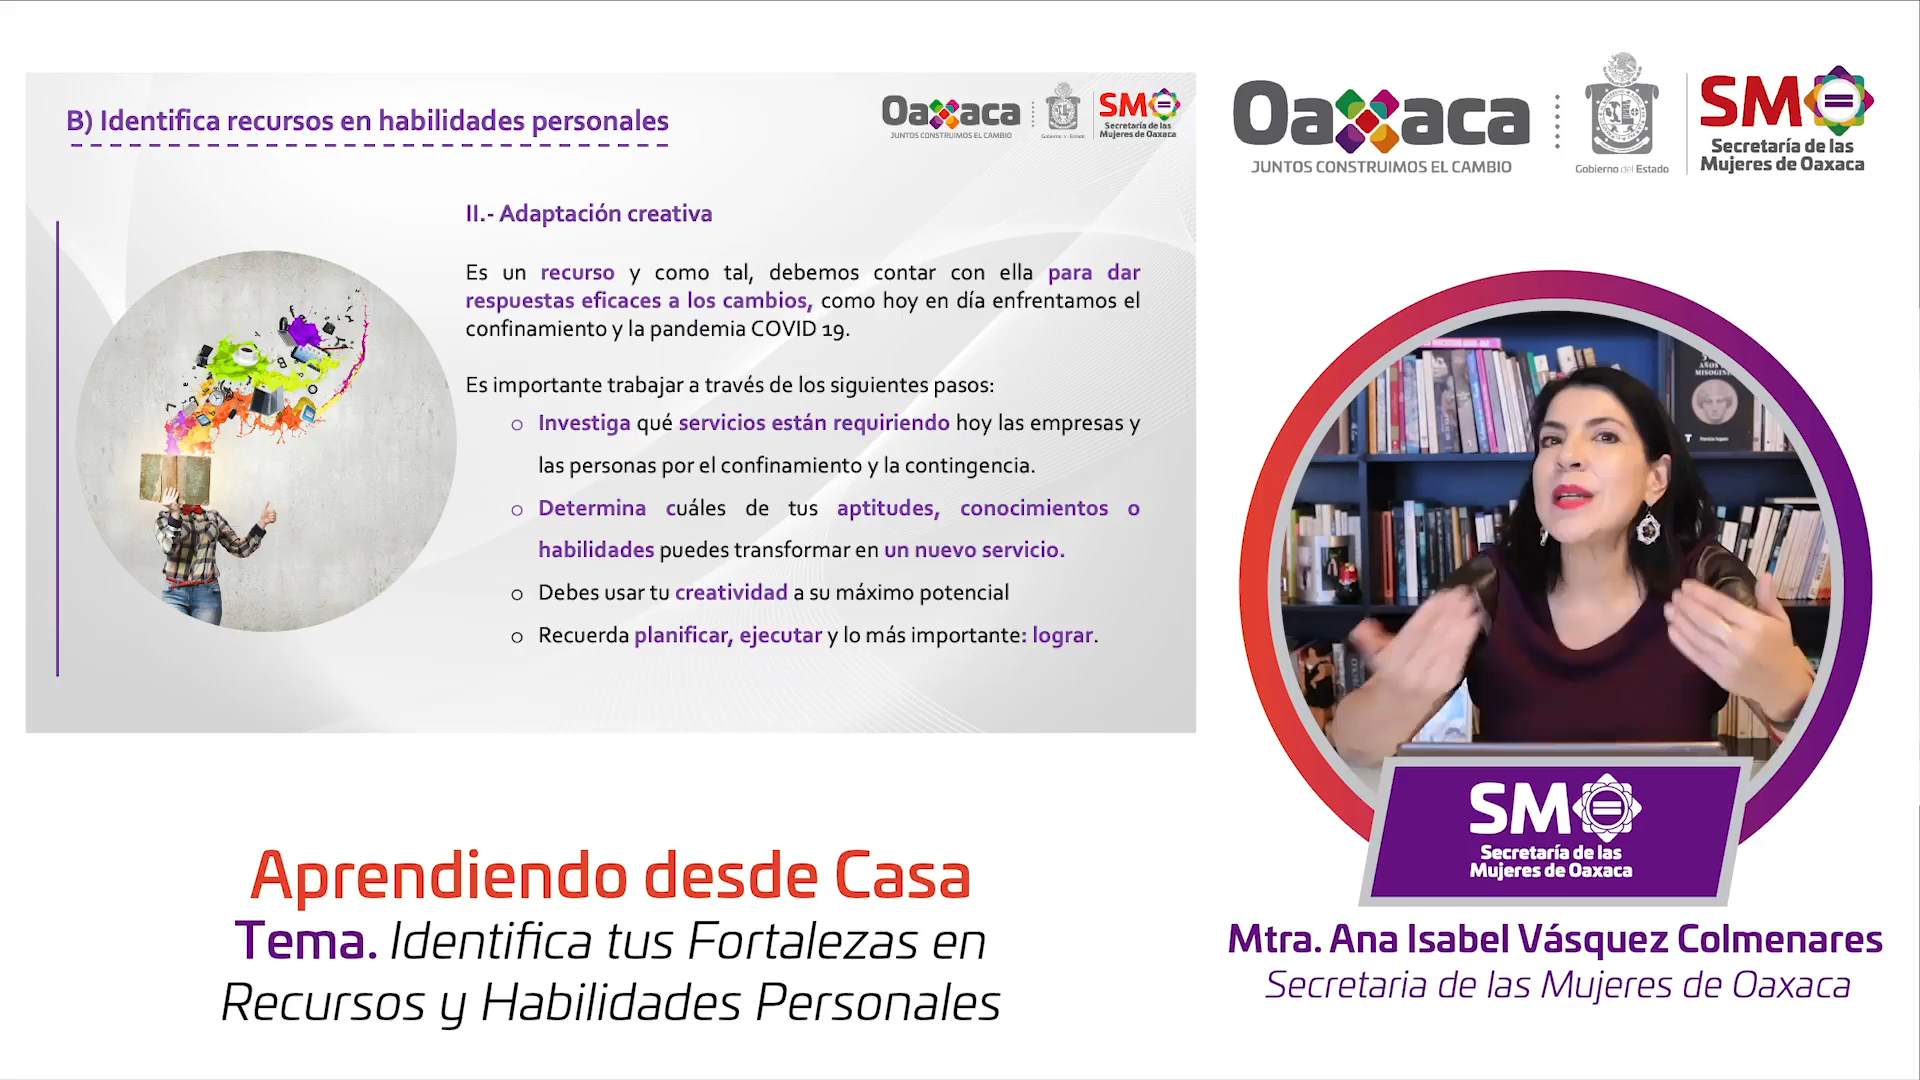 B) Identifica recursos en habilidades personales
Oaxaca
JUNTOS CONSTRUIMOS EL CAMBIO
Gobierno del Estado
SM
Secretaría de las
Mujeres de Oaxaca
II.- Adaptación creativa
Es un recurso y como tal, debemos contar con ella para dar
respuestas eficaces a los cambios, como hoy en día enfrentamos el
confinamiento y la pandemia COVID 19.
Es importante trabajar a través de los siguientes pasos:
o Investiga qué servicios están requiriendo hoy las empresas y
las personas por el confinamiento y la contingencia.
o Determina cuáles de tus aptitudes, conocimientos o
habilidades puedes transformar en un nuevo servicio.
o Debes usar tu creatividad a su máximo potencial
o Recuerda planificar, ejecutar y lo más importante: lograr.
Oaxaca
JUNTOS CONSTRUIMOS EL CAMBIO
Gobierno del Estado
SM
Secretaría de las
Mujeres de Oaxaca
SM
Secretaría de las
Mujeres de Oaxaca
Aprendiendo desde Casa
Tema. Identifica tus Fortalezas en
Recursos y Habilidades Personales
Mtra. Ana Isabel Vásquez Colmenares
Secretaria de las Mujeres de Oaxaca